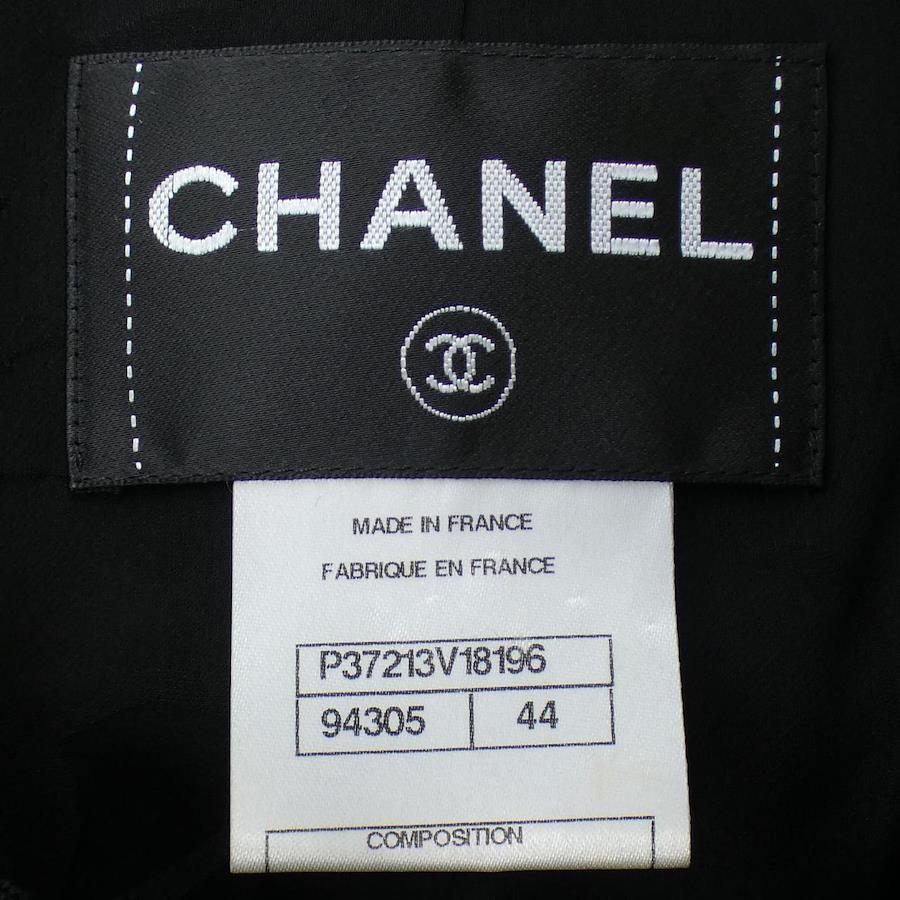 CHANEL
MADE IN FRANCE
FABRIQUE EN FRANCE
P37213V18196
94305 44
COMPOSITION